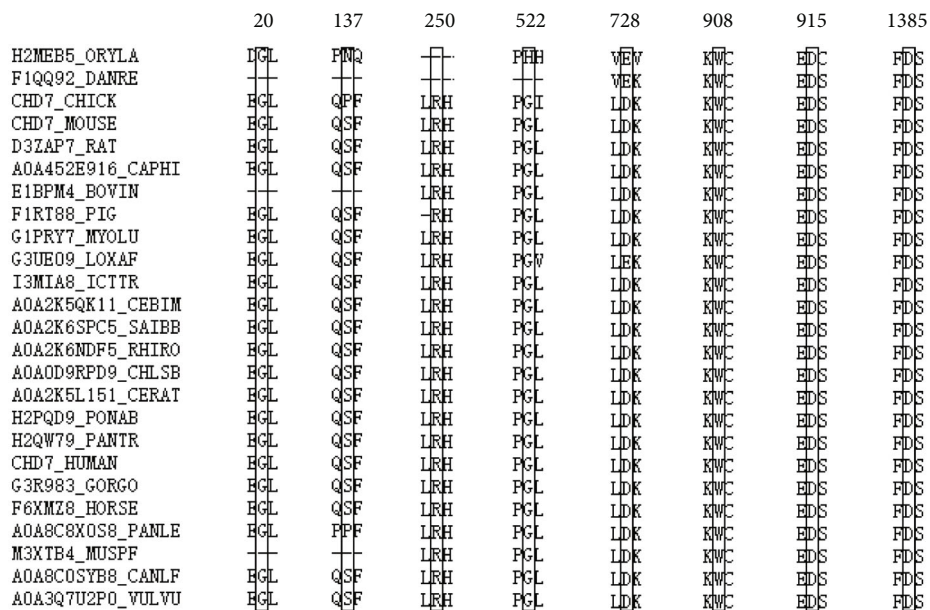 20 137 250 522 728 908 915 1385
H2MEB5_ORYLA DGL PNQ --- PHH VEV KWC EDC FDS
F1QQ92_DANRE --- --- --- --- VEK KWC EDS FDS
CHD7_CHICK EGL QPF LRH PGI LDK KWC EDS FDS
CHD7_MOUSE EGL QSF LRH PGL LDK KWC EDS FDS
D3ZAP7_RAT EGL QSF LRH PGL LDK KWC EDS FDS
A0A452E916_CAPHI EGL QSF LRH PGL LDK KWC EDS FDS
E1BPM4_BOVIN --- --- LRH PGL LDK KWC EDS FDS
F1RT88_PIG EGL QSF -RH PGL LDK KWC EDS FDS
G1PRY7_MYOLU EGL QSF LRH PGL LDK KWC EDS FDS
G3UE09_LOXAF EGL QSF LRH PGV LEK KWC EDS FDS
I3MIA8_ICTTR EGL QSF LRH PGL LDK KWC EDS FDS
A0A2K5QK11_CEBIM EGL QSF LRH PGL LDK KWC EDS FDS
A0A2K6SPC5_SAIBB EGL QSF LRH PGL LDK KWC EDS FDS
A0A2K6NDF5_RHIRO EGL QSF LRH PGL LDK KWC EDS FDS
A0A0D9RPD9_CHLSB EGL QSF LRH PGL LDK KWC EDS FDS
A0A2K5L151_CERAT EGL QSF LRH PGL LDK KWC EDS FDS
H2PQD9_PONAB EGL QSF LRH PGL LDK KWC EDS FDS
H2QW79_PANTR EGL QSF LRH PGL LDK KWC EDS FDS
CHD7_HUMAN EGL QSF LRH PGL LDK KWC EDS FDS
G3R983_GORGO EGL QSF LRH PGL LDK KWC EDS FDS
F6XMZ8_HORSE EGL QSF LRH PGL LDK KWC EDS FDS
A0A8C8X0S8_PANLE EGL PPF LRH PGL LDK KWC EDS FDS
M3XTB4_MUSPF --- --- LRH PGL LDK KWC EDS FDS
A0A8C0SYB8_CANLF EGL QSF LRH PGL LDK KWC EDS FDS
A0A3Q7U2P0_VULVU EGL QSF LRH PGL LDK KWC EDS FDS